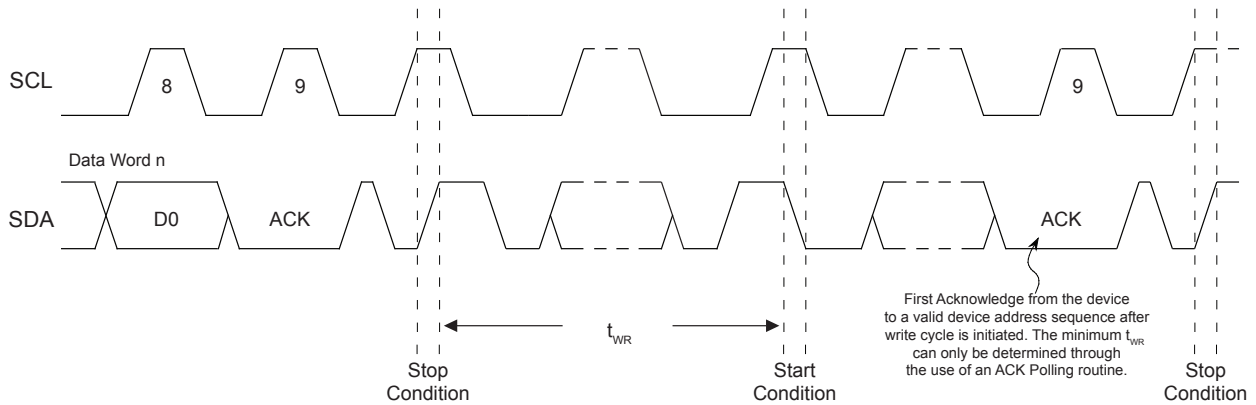 SCL
8
9
9
Data Word n
SDA
D0
ACK
ACK
First Acknowledge from the device
to a valid device address sequence after
write cycle is initiated. The minimum tWR
can only be determined through
the use of an ACK Polling routine.
tWR
Stop
Condition
Start
Condition
Stop
Condition